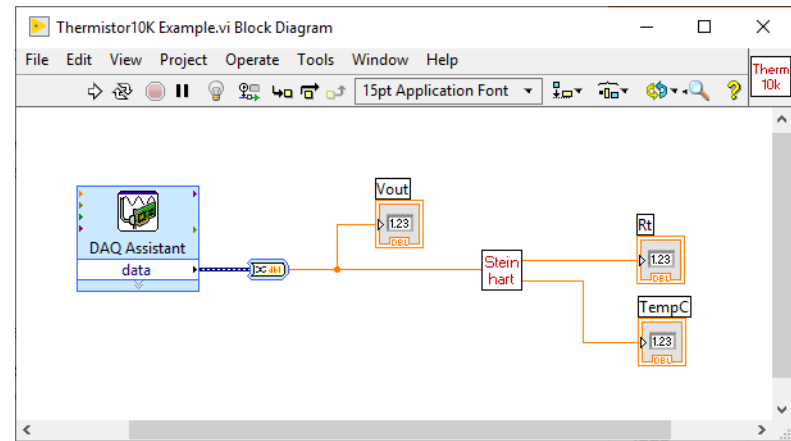 Thermistor10K Example.vi Block Diagram
File Edit View Project Operate Tools Window Help
Therm
10k
15pt Application Font
Vout
1.23
DBL
DAQ Assistant
data
dbl
Stein
hart
Rt
1.23
DBL
TempC
1.23
DBL